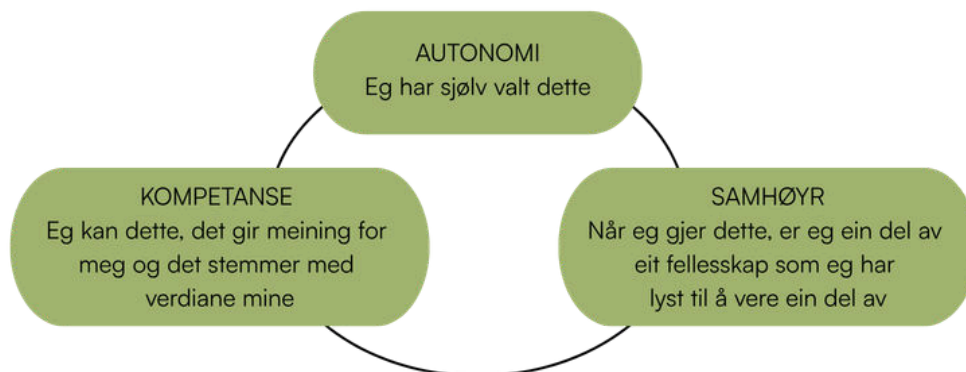 AUTONOMI
Eg har sjølv valt dette
KOMPETANSE
Eg kan dette, det gir meining for
meg og det stemmer med
verdiane mine
SAMHØYR
Når eg gjer dette, er eg ein del av
eit fellesskap som eg har
lyst til å vere ein del av